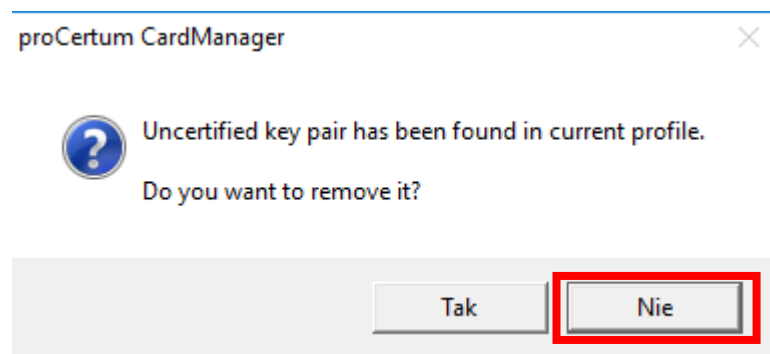 proCertum CardManager
Uncertified key pair has been found in current profile.
Do you want to remove it?
Tak Nie